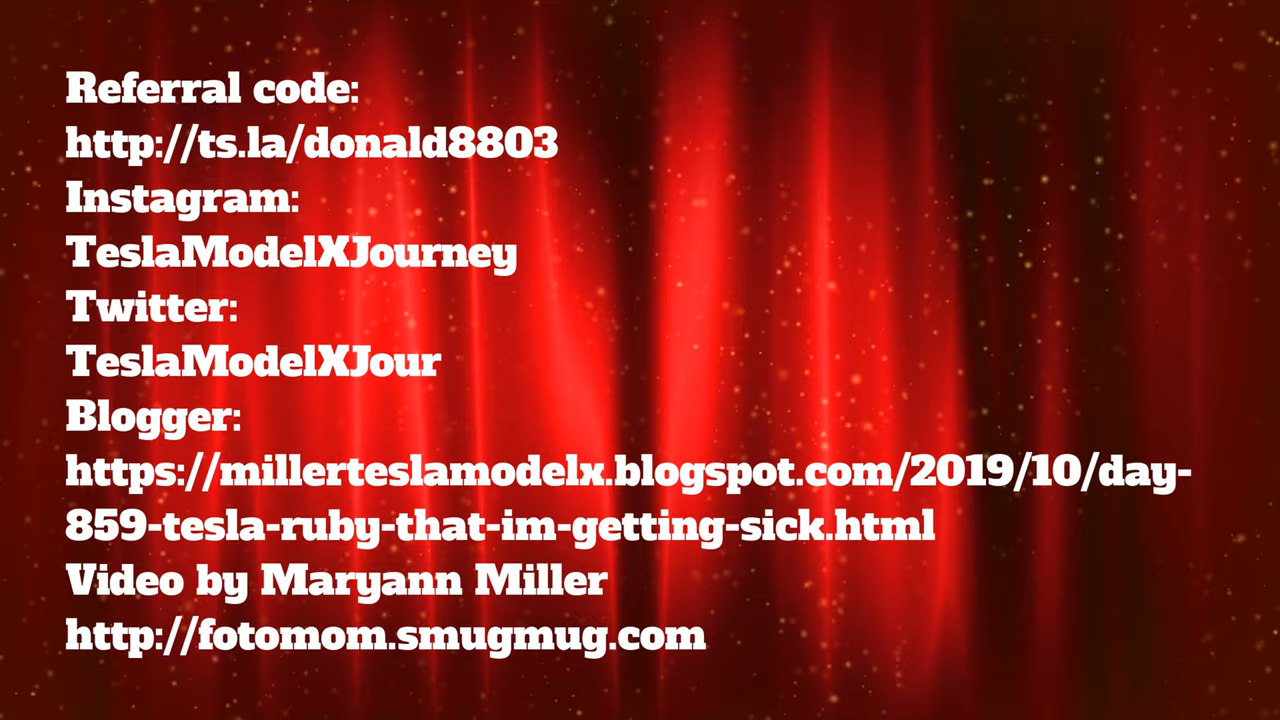 Referral code:
http://ts.la/donald8803
Instagram:
TeslaModelXJourney
Twitter:
TeslaModelXJour
Blogger:
https://millerteslamodelx.blogspot.com/2019/10/day-
859-tesla-ruby-that-im-getting-sick.html
Video by Maryann Miller
http://fotomom.smugmug.com